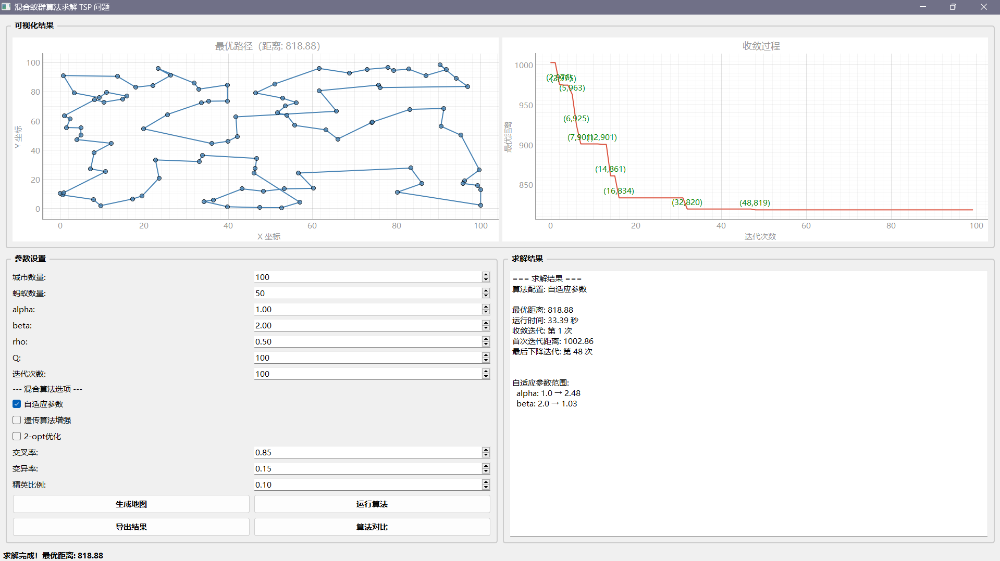 混合蚁群算法求解 TSP 问题
可视化结果
最优路径（距离: 818.88）
100
80
60
40
20
0
Y 坐标
0 20 40 60 80 100
X 坐标
收敛过程
1000
950
900
850
最优距离
(2,976)
(3,975)
(5,963)
(6,925)
(7,901)
(12,901)
(14,861)
(16,834)
(32,820)
(48,819)
0 20 40 60 80 100
迭代次数
参数设置
城市数量: 100
蚂蚁数量: 50
alpha: 1.00
beta: 2.00
rho: 0.50
Q: 100
迭代次数: 100
--- 混合算法选项 ---
自适应参数
遗传算法增强
2-opt优化
交叉率: 0.85
变异率: 0.15
精英比例: 0.10
生成地图 运行算法
导出结果 算法对比
求解结果
=== 求解结果 ===
算法配置: 自适应参数
最优距离: 818.88
运行时间: 33.39 秒
收敛迭代: 第 1 次
首次迭代距离: 1002.86
最后下降迭代: 第 48 次
自适应参数范围:
alpha: 1.0 → 2.48
beta: 2.0 → 1.03
求解完成！最优距离: 818.88